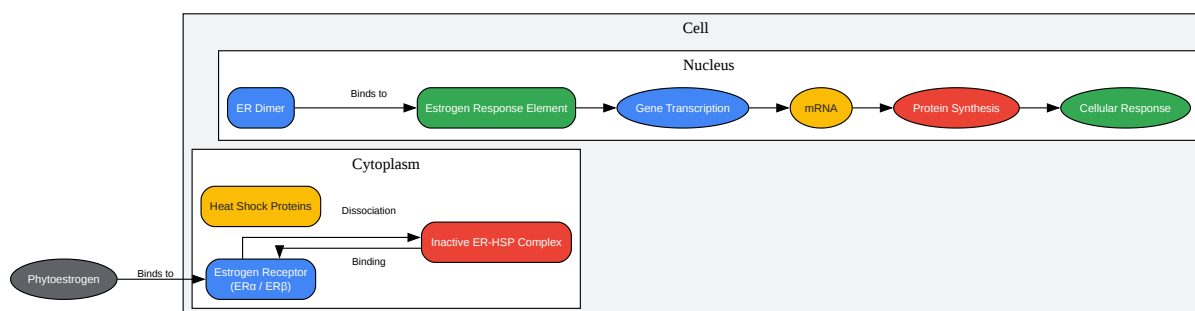 Cell
Nucleus
ER Dimer
Binds to
Estrogen Response Element
Gene Transcription
mRNA
Protein Synthesis
Cellular Response
Cytoplasm
Heat Shock Proteins
Dissociation
Inactive ER-HSP Complex
Binding
Estrogen Receptor
(ERα / ERβ)
Phytoestrogen
Binds to